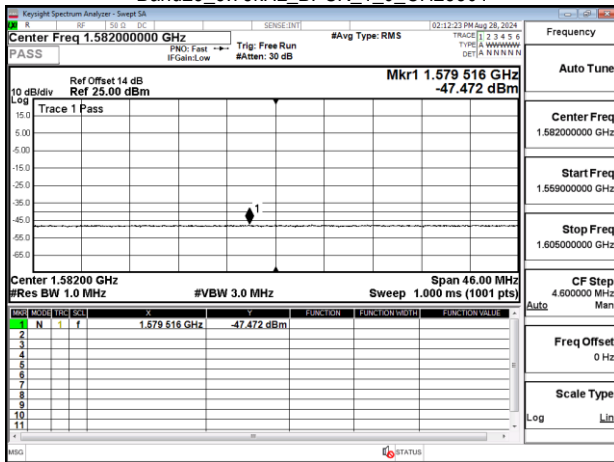 Keysight Spectrum Analyzer - Swept SA
R RF 50 Ω DC SENSE:INT 02:12:23 PM Aug 28, 2024
Center Freq 1.582000000 GHz #Avg Type: RMS TRACE 1 2 3 4 5 6
PNO: Fast Trig: Free Run TYPE A WWWWW
PASS IFGain:Low #Atten: 30 dB DET A NNNNN
Mkr1 1.579 516 GHz
-47.472 dBm
Ref Offset 14 dB
10 dB/div Ref 25.00 dBm
Log
Trace 1 Pass
15.0
5.00
-5.00
-15.0
-25.0
-35.0
-45.0
-55.0
-65.0
1
Center 1.58200 GHz Span 46.00 MHz
#Res BW 1.0 MHz #VBW 3.0 MHz Sweep 1.000 ms (1001 pts)
MKR MODE TRC SCL X Y FUNCTION FUNCTION WIDTH FUNCTION VALUE
1 N 1 f 1.579 516 GHz -47.472 dBm
2
3
4
5
6
7
8
9
10
11
MSG STATUS
Frequency
Auto Tune
Center Freq
1.582000000 GHz
Start Freq
1.559000000 GHz
Stop Freq
1.605000000 GHz
CF Step
4.600000 MHz
Auto Man
Freq Offset
0 Hz
Scale Type
Log Lin